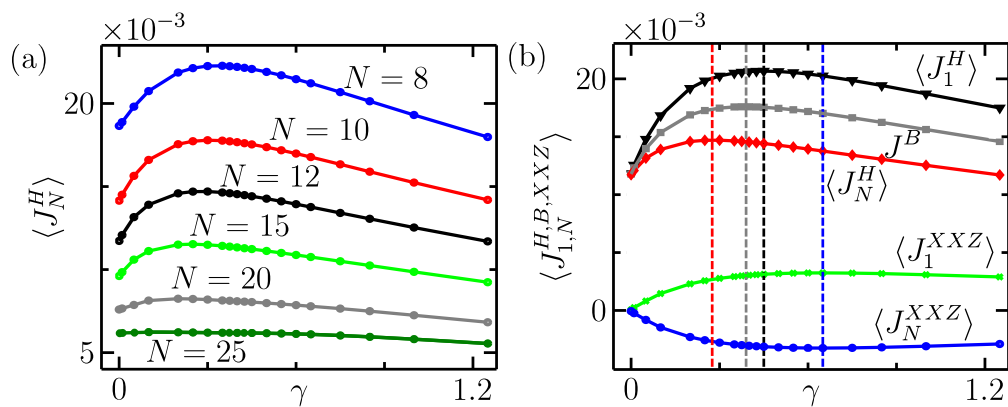 (a)
×10⁻³
20
5
⟨J_N^H⟩
N = 8
N = 10
N = 12
N = 15
N = 20
N = 25
0
γ
1.2
(b)
×10⁻³
20
10
0
⟨J_{1,N}^{H,B,XXZ}⟩
⟨J_1^H⟩
J^B
⟨J_N^H⟩
⟨J_1^{XXZ}⟩
⟨J_N^{XXZ}⟩
0
γ
1.2